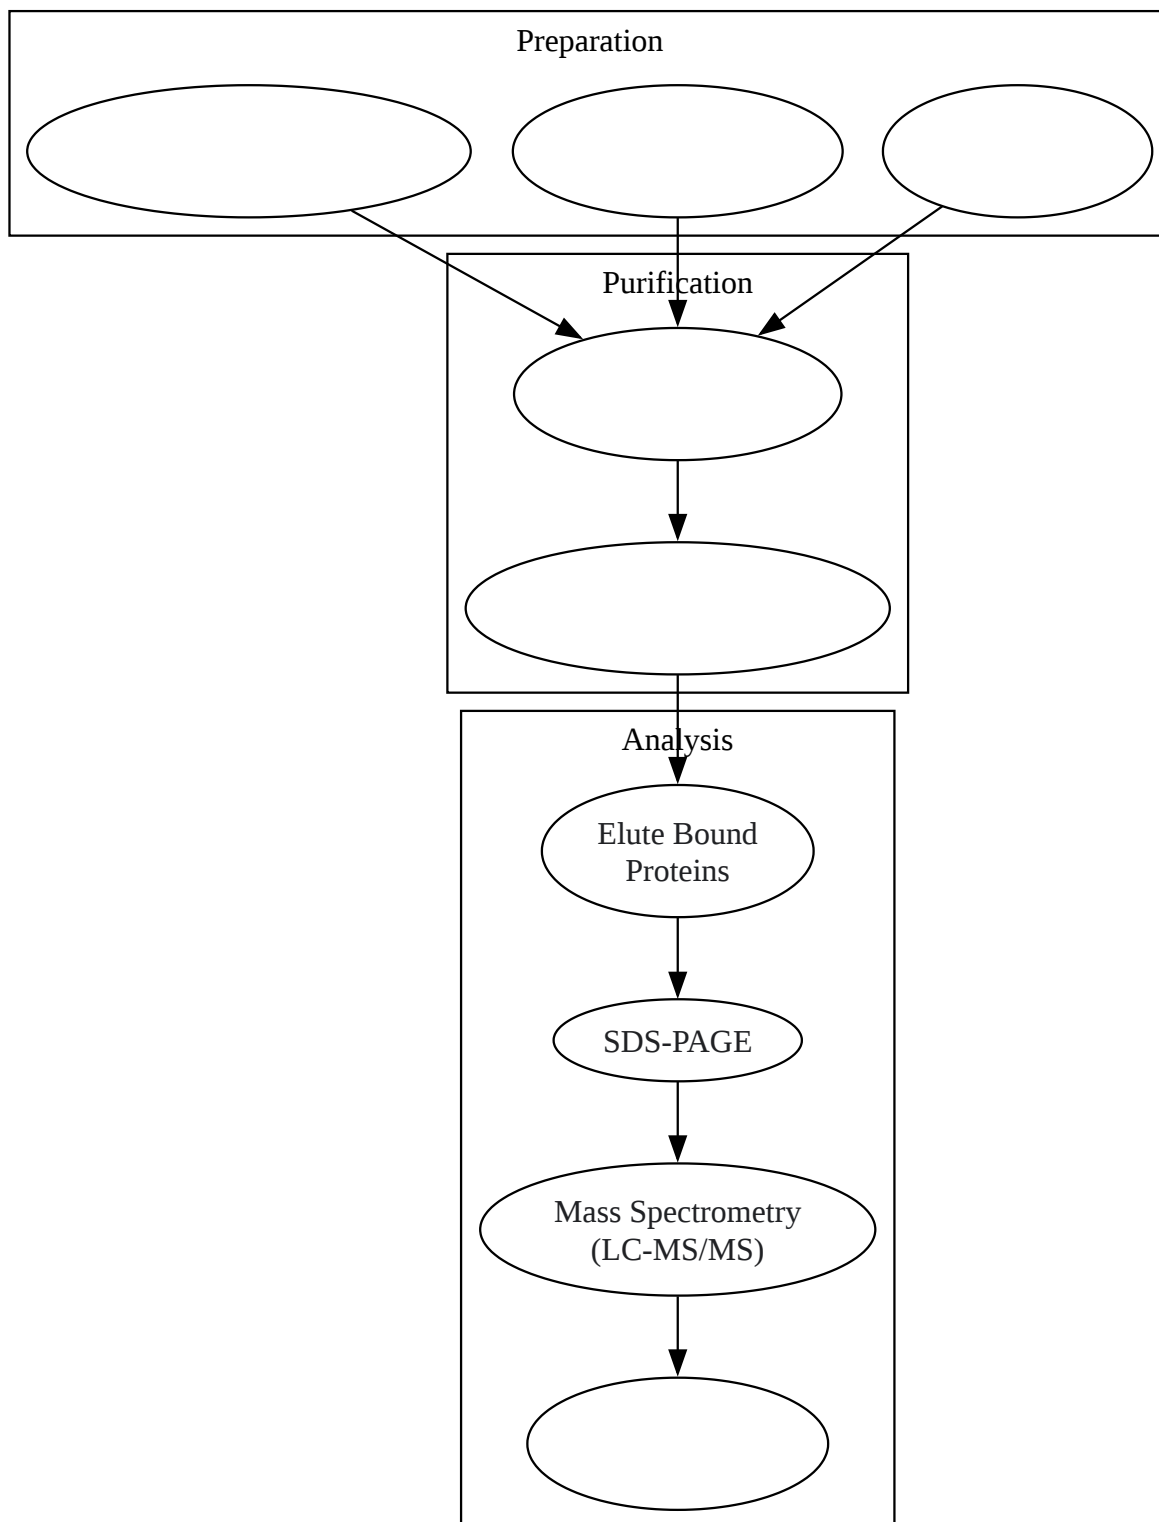 Preparation
Purification
Analysis
Elute Bound
Proteins
SDS-PAGE
Mass Spectrometry
(LC-MS/MS)